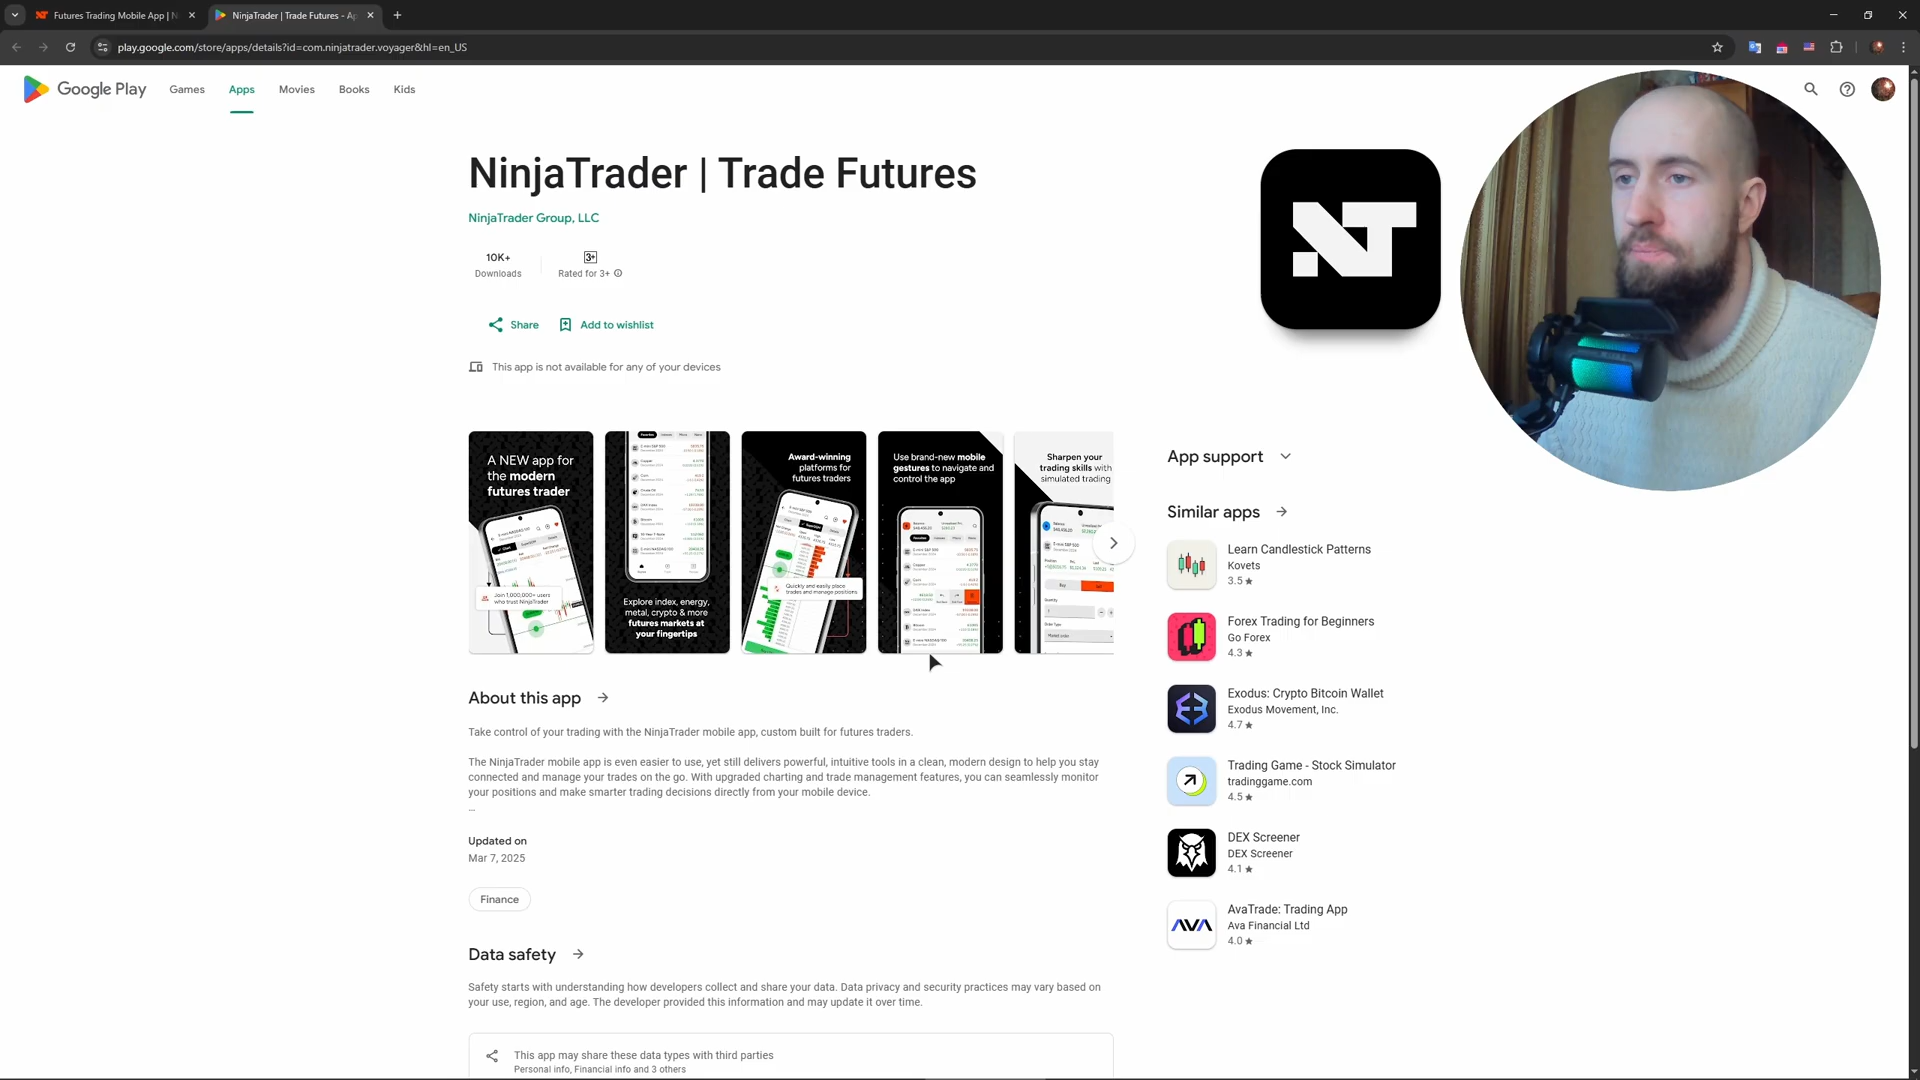 Futures Trading Mobile App | N
NinjaTrader | Trade Futures - Ap
play.google.com/store/apps/details?id=com.ninjatrader.voyager&hl=en_US
Google Play
Games
Apps
Movies
Books
Kids
NinjaTrader | Trade Futures
NinjaTrader Group, LLC
10K+
Downloads
3+
Rated for 3+
Share
Add to wishlist
This app is not available for any of your devices
NT
A NEW app for
the modern
futures trader
Join 1,000,000+ users
who trust NinjaTrader
Explore index, energy,
metal, crypto & more
futures markets at
your fingertips
Award-winning
platforms for
futures traders
Quickly and easily place
trades and manage positions
Use brand-new mobile
gestures to navigate and
control the app
Sharpen your
trading skills with
simulated trading
App support
Similar apps
Learn Candlestick Patterns
Kovets
3.5
Forex Trading for Beginners
Go Forex
4.3
Exodus: Crypto Bitcoin Wallet
Exodus Movement, Inc.
4.7
Trading Game - Stock Simulator
tradinggame.com
4.5
DEX Screener
DEX Screener
4.1
AVA
AvaTrade: Trading App
Ava Financial Ltd
4.0
About this app
Take control of your trading with the NinjaTrader mobile app, custom built for futures traders.
The NinjaTrader mobile app is even easier to use, yet still delivers powerful, intuitive tools in a clean, modern design to help you stay
connected and manage your trades on the go. With upgraded charting and trade management features, you can seamlessly monitor
your positions and make smarter trading decisions directly from your mobile device.
...
Updated on
Mar 7, 2025
Finance
Data safety
Safety starts with understanding how developers collect and share your data. Data privacy and security practices may vary based on
your use, region, and age. The developer provided this information and may update it over time.
This app may share these data types with third parties
Personal info, Financial info and 3 others